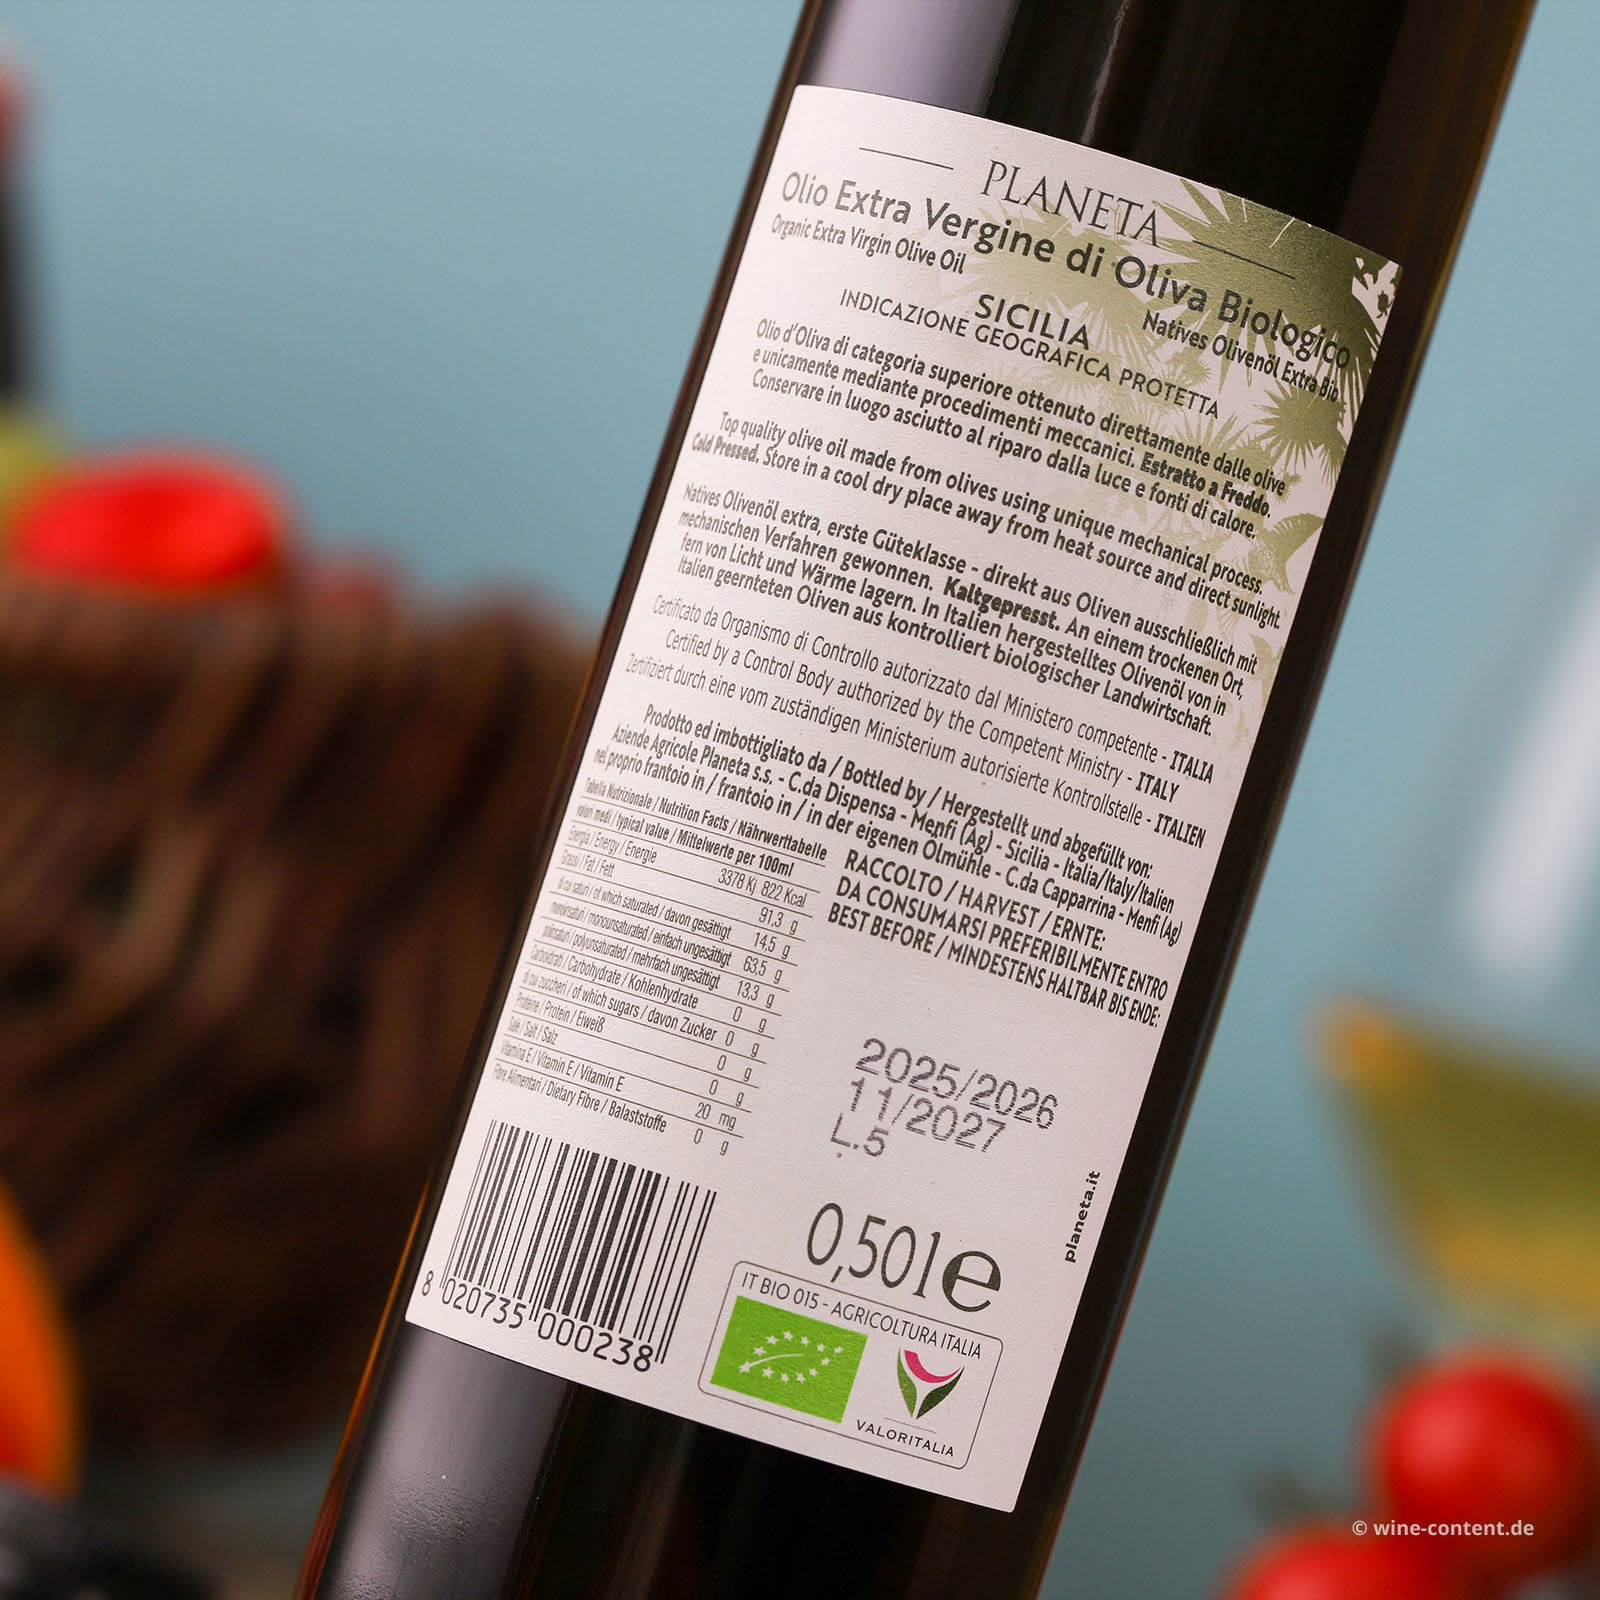 PLANETA
Olio Extra Vergine di Oliva Biologico
Organic Extra Virgin Olive Oil
Natives Olivenöl Extra Bio
SICILIA
INDICAZIONE GEOGRAFICA PROTETTA
Olio d'Oliva di categoria superiore ottenuto direttamente dalle olive
e unicamente mediante procedimenti meccanici. Estratto a Freddo.
Conservare in luogo asciutto al riparo dalla luce e fonti di calore.
Top quality olive oil made from olives using unique mechanical process.
Cold Pressed. Store in a cool dry place away from heat source and direct sunlight.
Natives Olivenöl extra, erste Güteklasse - direkt aus Oliven ausschließlich mit
mechanischen Verfahren gewonnen. Kaltgepresst. An einem trockenen Ort,
fern von Licht und Wärme lagern. In Italien hergestelltes Olivenöl von in
Italien geernteten Oliven aus kontrolliert biologischer Landwirtschaft.
Certificato da Organismo di Controllo autorizzato dal Ministero competente - ITALIA
Certified by a Control Body authorized by the Competent Ministry - ITALY
Zertifiziert durch eine vom zuständigen Ministerium autorisierte Kontrollstelle - ITALIEN
Prodotto ed imbottigliato da / Bottled by / Hergestellt und abgefüllt von:
Aziende Agricole Planeta s.s. - C.da Dispensa - Menfi (Ag) - Sicilia - Italia/Italy/Italien
nel proprio frantoio in / frantoio in / in der eigenen Ölmühle - C.da Capparrina - Menfi (Ag)
Tabella Nutrizionale / Nutrition Facts / Nährwerttabelle
valori medi / typical value / Mittelwerte per 100ml
Energia / Energy / Energie 3378 Kj 822 Kcal
Grassi / Fat / Fett 91,3 g
di cui saturi / of which saturated / davon gesättigt 14,5 g
monoinsaturi / monounsaturated / einfach ungesättigt 63,5 g
polinsaturi / polyunsaturated / mehrfach ungesättigt 13,3 g
Carboidrati / Carbohydrate / Kohlenhydrate 0 g
di cui zuccheri / of which sugars / davon Zucker 0 g
Proteine / Protein / Eiweiß 0 g
Sale / Salt / Salz 0 g
Vitamina E / Vitamin E / Vitamin E 20 mg
Fibre Alimentari / Dietary Fibre / Balaststoffe 0 g
RACCOLTO / HARVEST / ERNTE:
DA CONSUMARSI PREFERIBILMENTE ENTRO
BEST BEFORE / MINDESTENS HALTBAR BIS ENDE:
2025/2026
11/2027
L.5
planeta.it
0,50 l e
8 020735 000238
IT BIO 015 - AGRICOLTURA ITALIA
VALORITALIA
© wine-content.de